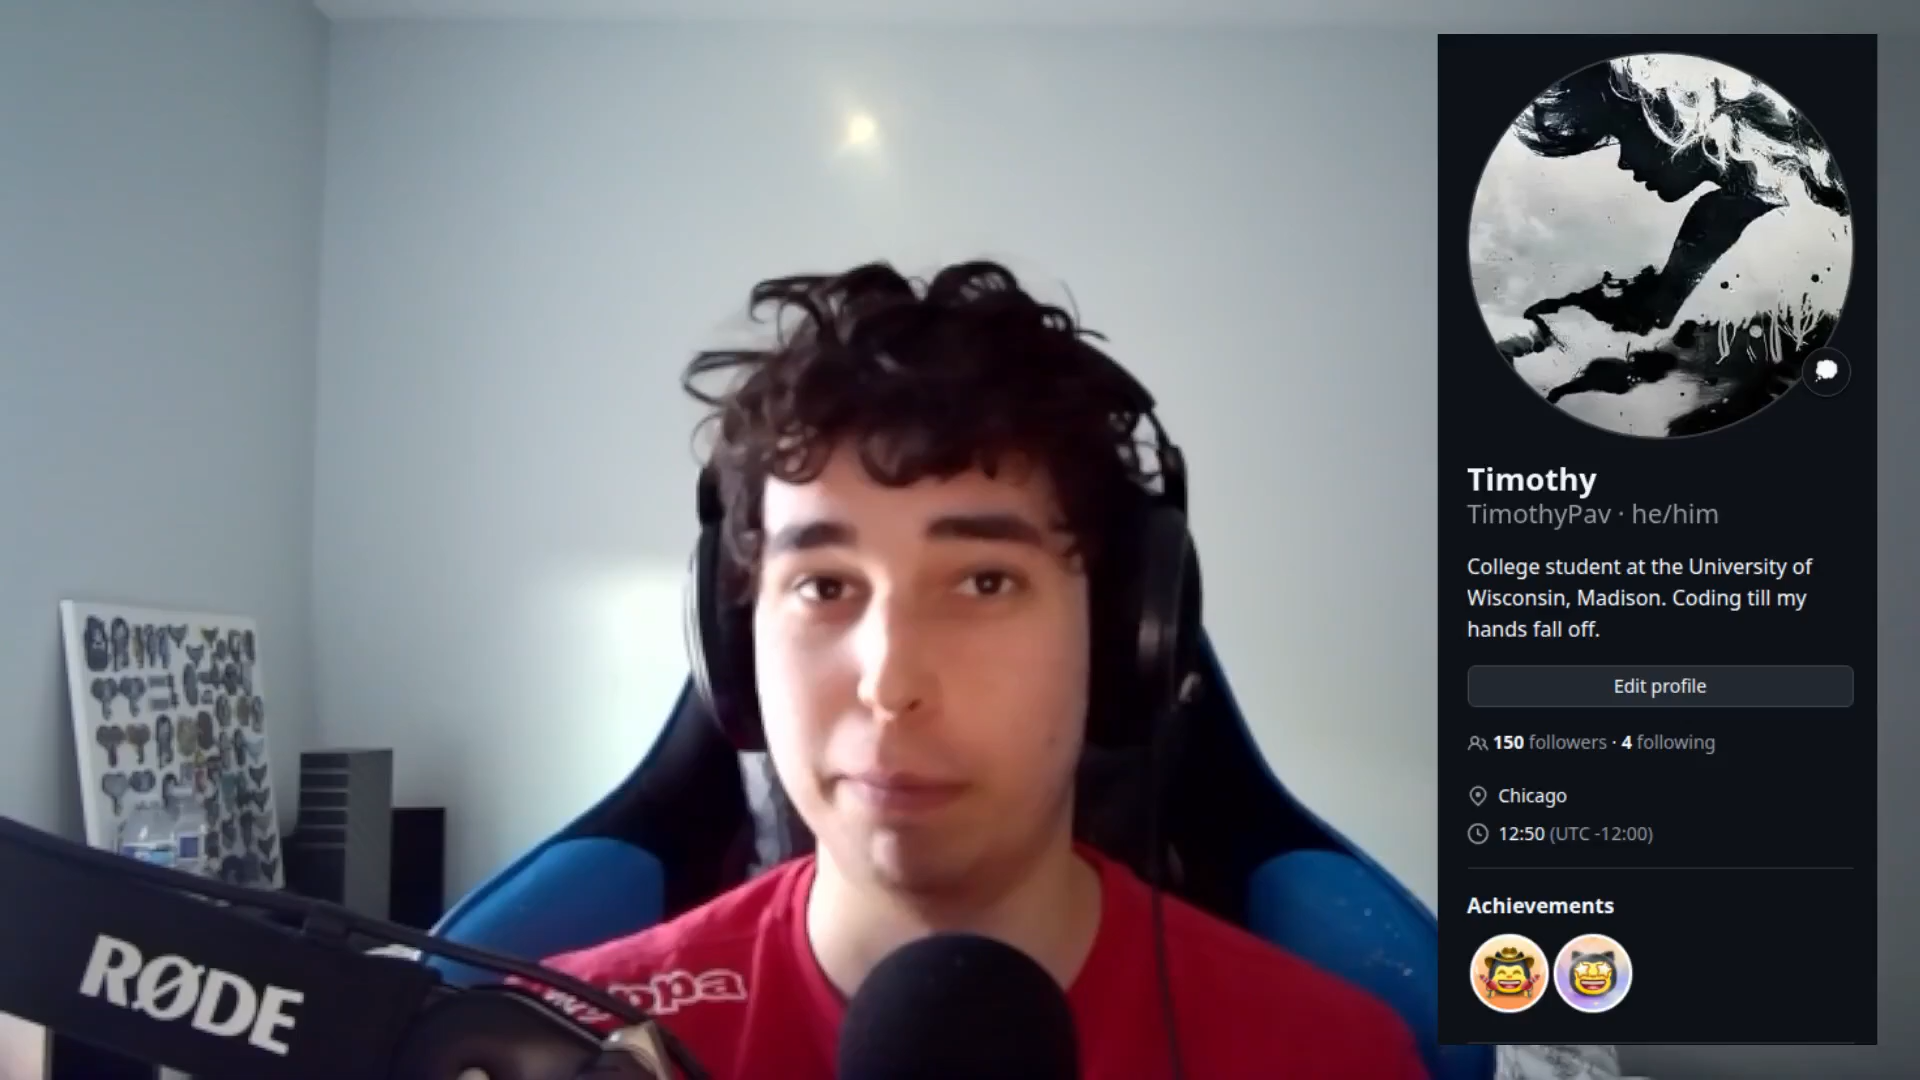 RØDE
Timothy
TimothyPav · he/him
College student at the University of
Wisconsin, Madison. Coding till my
hands fall off.
Edit profile
150 followers · 4 following
Chicago
12:50 (UTC -12:00)
Achievements